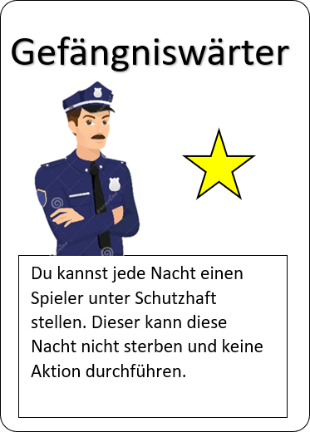 Gefängniswärter
Du kannst jede Nacht einen
Spieler unter Schutzhaft
stellen. Dieser kann diese
Nacht nicht sterben und keine
Aktion durchführen.